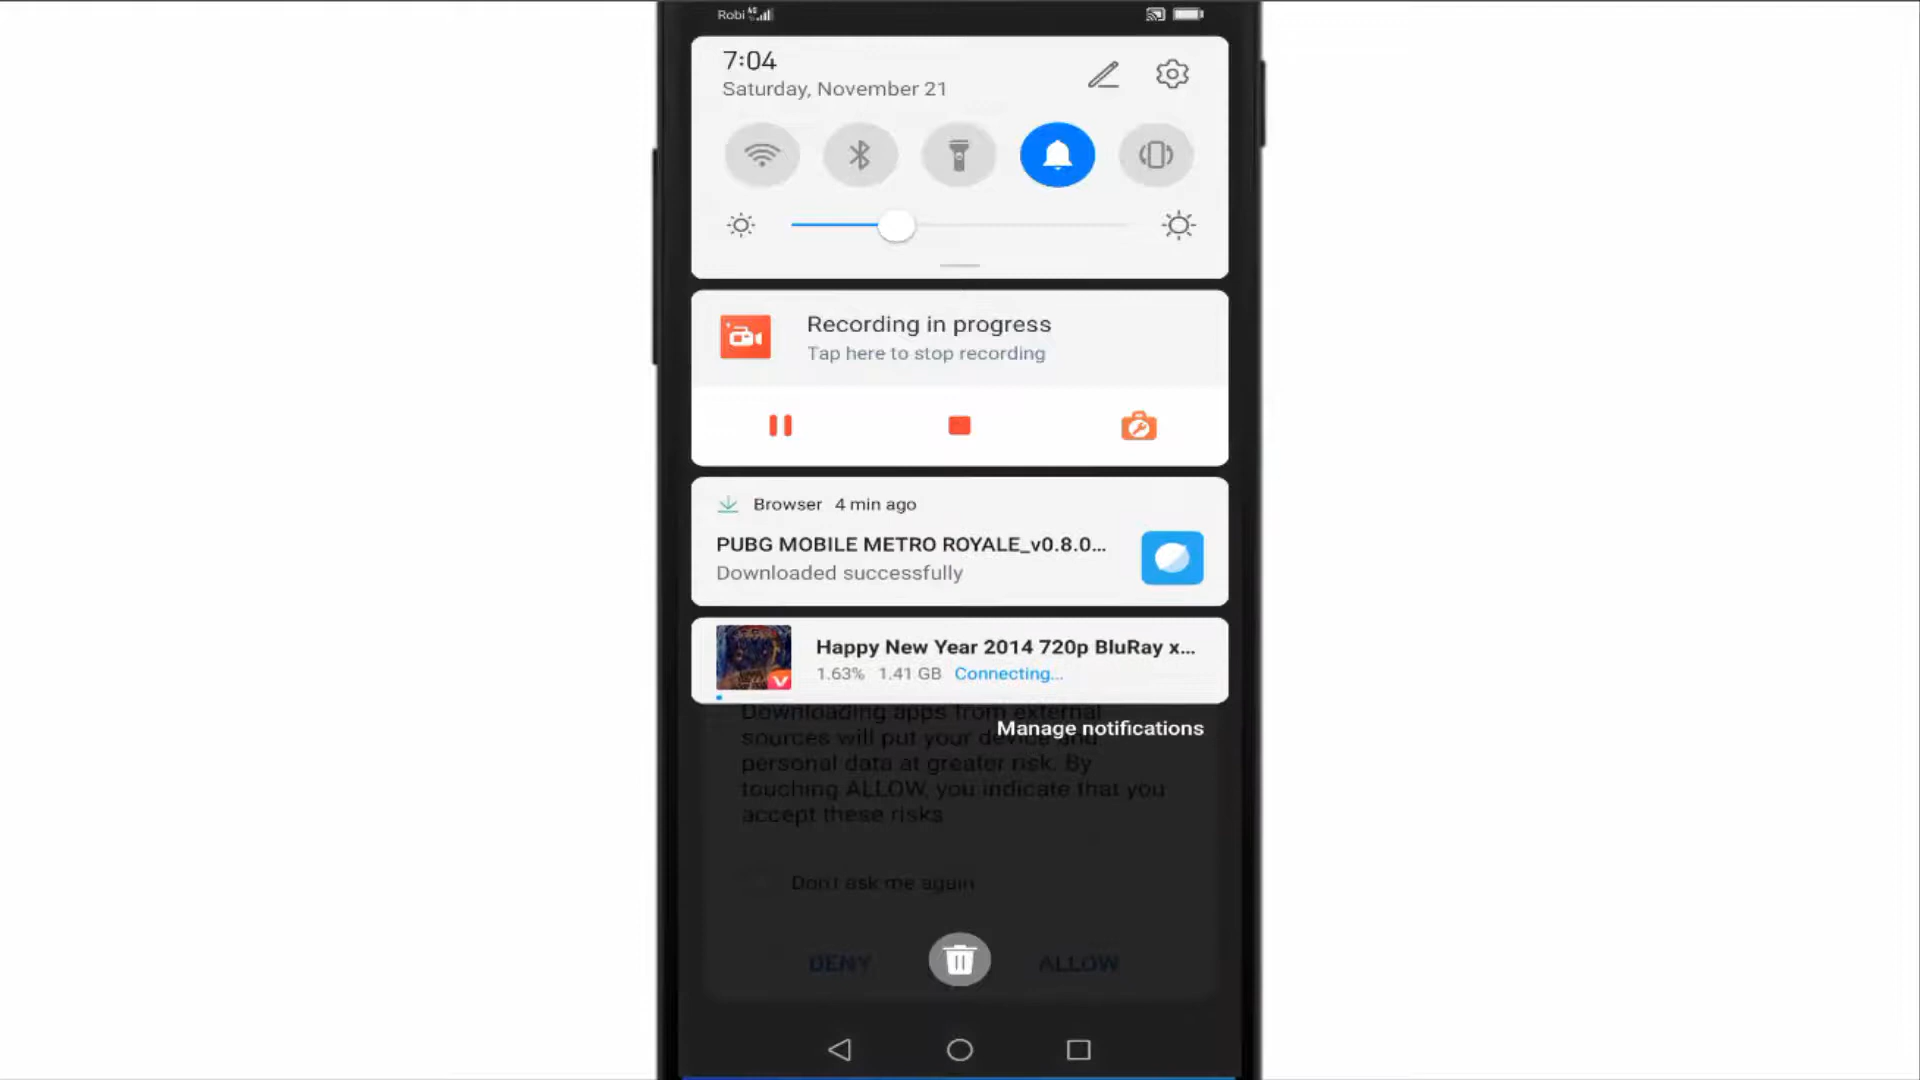 Robi 4G
7:04
Saturday, November 21
Recording in progress
Tap here to stop recording
Browser 4 min ago
PUBG MOBILE METRO ROYALE_v0.8.0...
Downloaded successfully
Happy New Year 2014 720p BluRay x...
1.63% 1.41 GB Connecting...
Manage notifications
Downloading apps from external
sources will put your device and
personal data at greater risk. By
touching ALLOW, you indicate that you
accept these risks
Don't ask me again
DENY
ALLOW